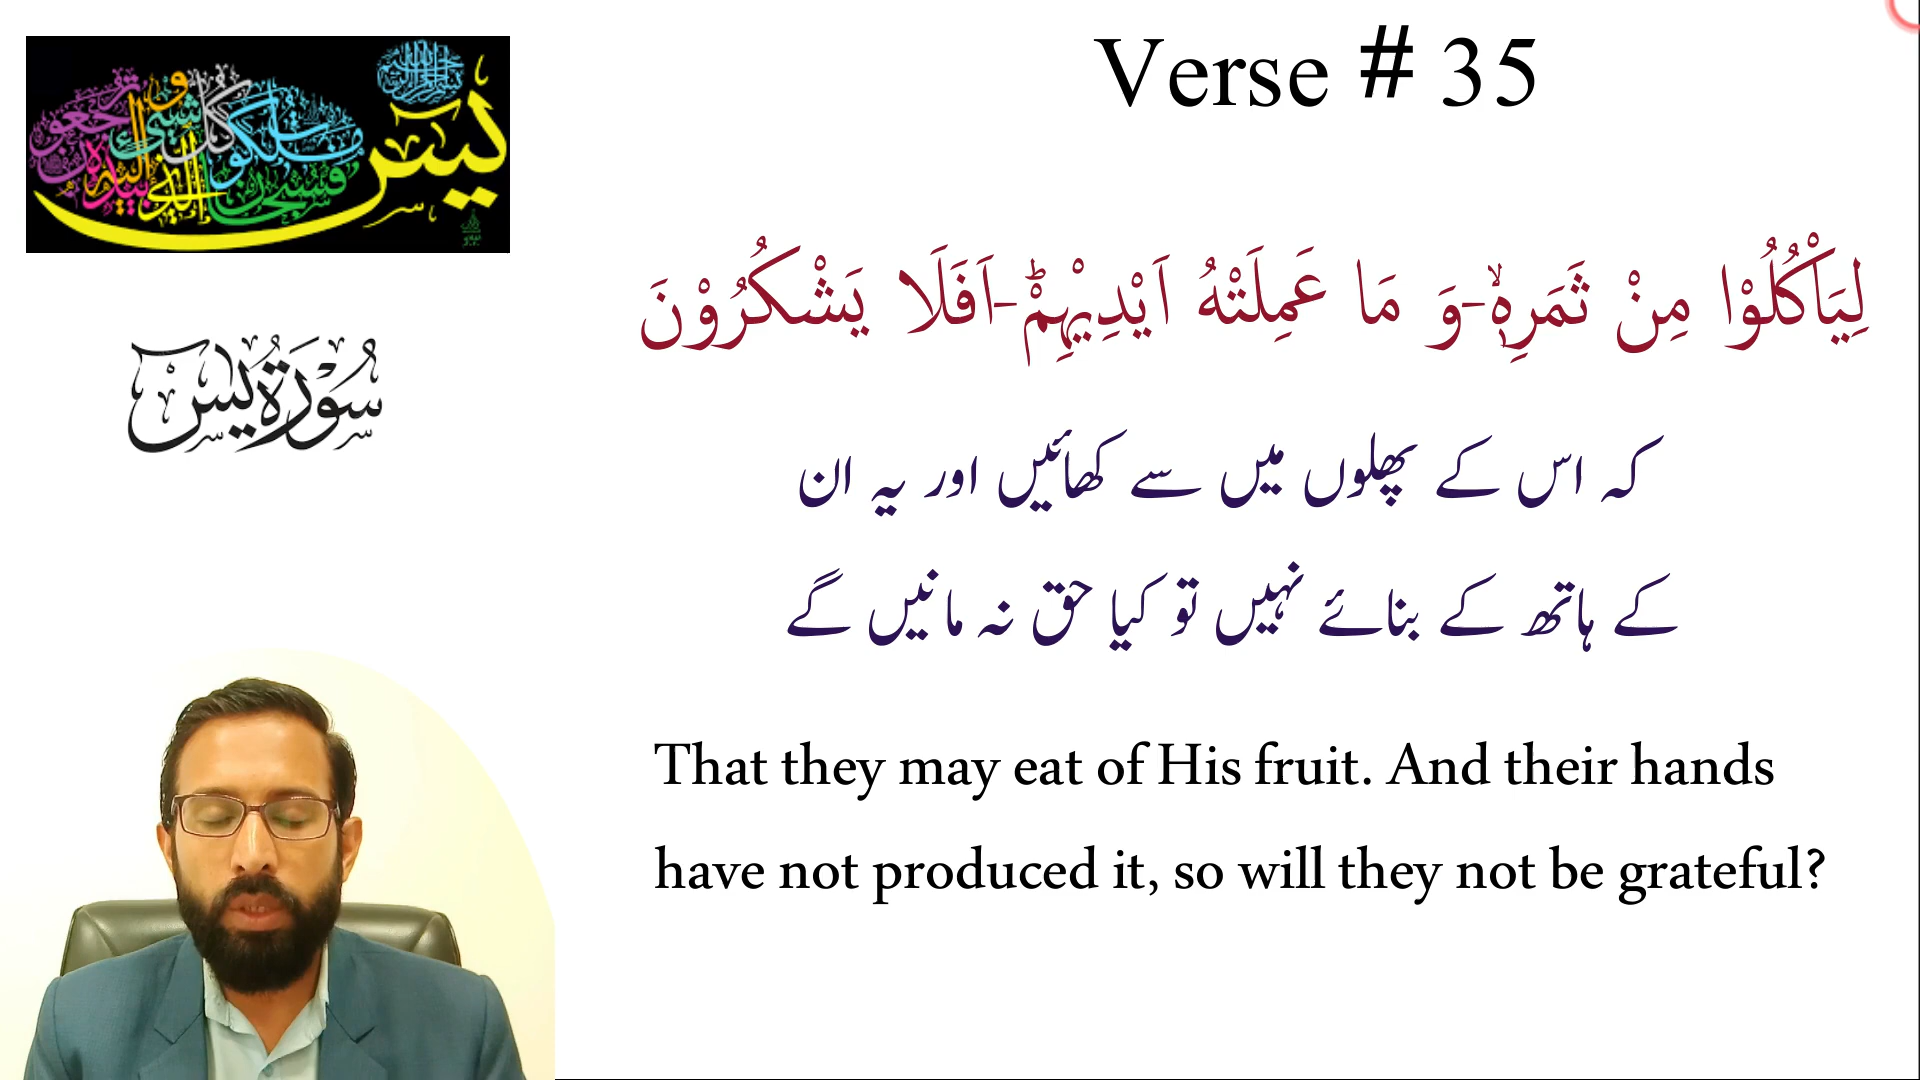 Verse # 35
لِیَاْكُلُوْا مِنْ ثَمَرِهٖۙ-وَ مَا عَمِلَتْهُ اَیْدِیْهِمْؕ-اَفَلَا یَشْكُرُوْنَ
سُوْرَةُ يٰسٓ
کہ اس کے پھلوں میں سے کھائیں اور یہ ان
کے ہاتھ کے بنائے نہیں تو کیا حق نہ مانیں گے
That they may eat of His fruit. And their hands
have not produced it, so will they not be grateful?